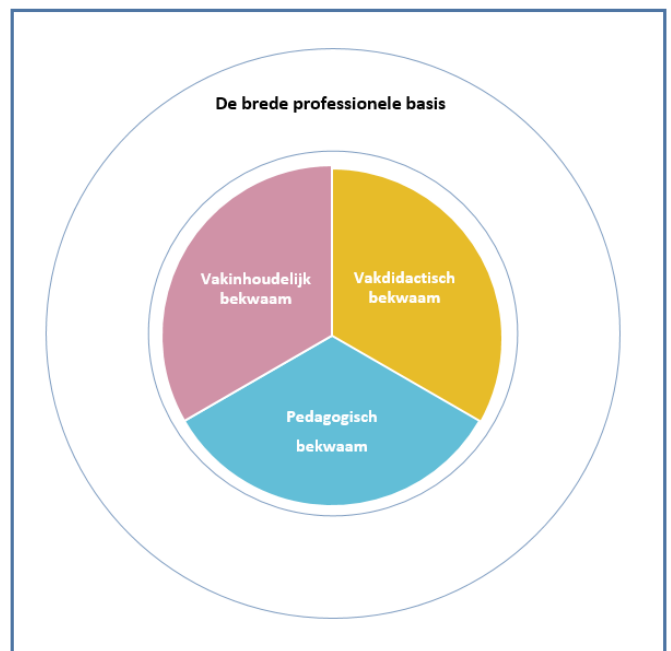 De brede professionele basis
Vakinhoudelijk
bekwaam
Vakdidactisch
bekwaam
Pedagogisch
bekwaam